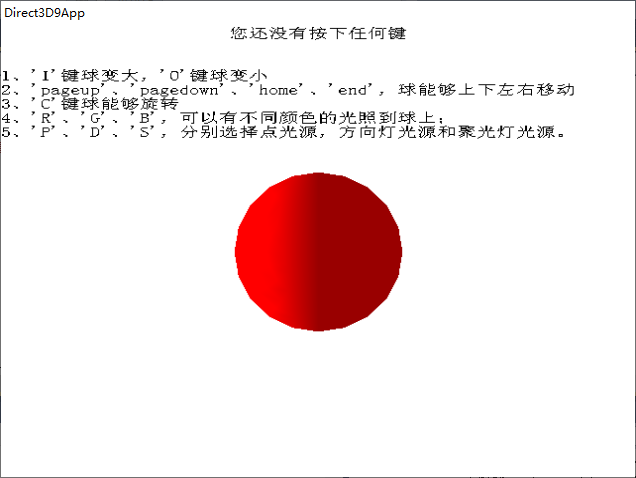 Direct3D9App
您还没有按下任何键
1、'I'键球变大，'O'键球变小
2、'pageup'、'pagedown'、'home'、'end'，球能够上下左右移动
3、'C'键球能够旋转
4、'R'、'G'、'B'，可以有不同颜色的光照到球上；
5、'P'、'D'、'S'，分别选择点光源，方向灯光源和聚光灯光源。